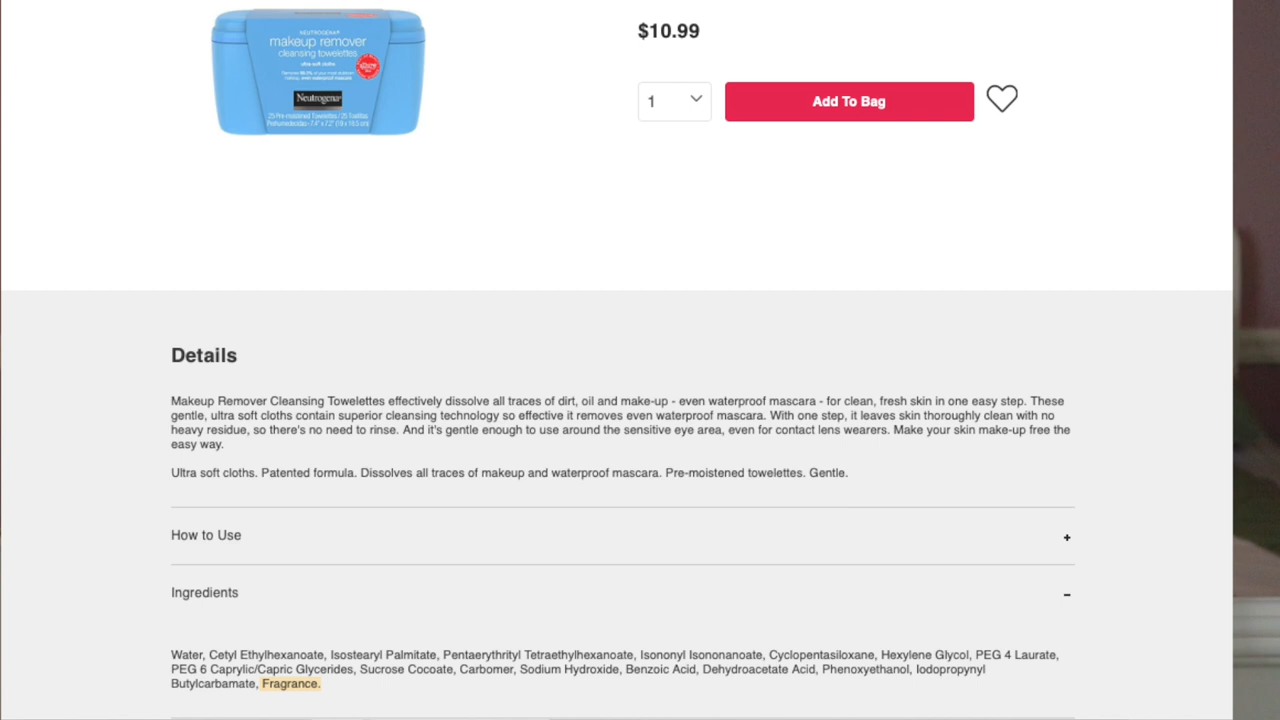 NEUTROGENA®
makeup remover
cleansing towelettes
ultra-soft cloths
Neutrogena®
$10.99
1
Add To Bag
Details
Makeup Remover Cleansing Towelettes effectively dissolve all traces of dirt, oil and make-up - even waterproof mascara - for clean, fresh skin in one easy step. These
gentle, ultra soft cloths contain superior cleansing technology so effective it removes even waterproof mascara. With one step, it leaves skin thoroughly clean with no
heavy residue, so there's no need to rinse. And it's gentle enough to use around the sensitive eye area, even for contact lens wearers. Make your skin make-up free the
easy way.
Ultra soft cloths. Patented formula. Dissolves all traces of makeup and waterproof mascara. Pre-moistened towelettes. Gentle.
How to Use
+
Ingredients
-
Water, Cetyl Ethylhexanoate, Isostearyl Palmitate, Pentaerythrityl Tetraethylhexanoate, Isononyl Isononanoate, Cyclopentasiloxane, Hexylene Glycol, PEG 4 Laurate,
PEG 6 Caprylic/Capric Glycerides, Sucrose Cocoate, Carbomer, Sodium Hydroxide, Benzoic Acid, Dehydroacetate Acid, Phenoxyethanol, Iodopropynyl
Butylcarbamate, Fragrance.